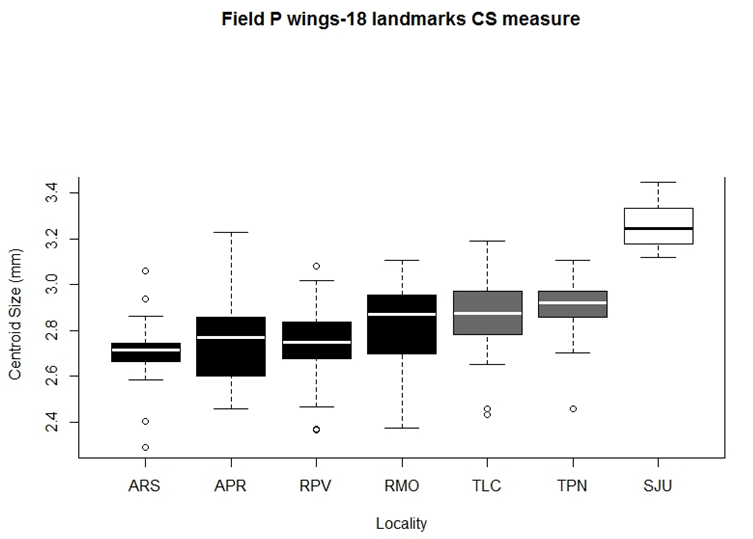 Field P wings-18 landmarks CS measure
Centroid Size (mm)
3.4
3.2
3.0
2.8
2.6
2.4
ARS APR RPV RMO TLC TPN SJU
Locality